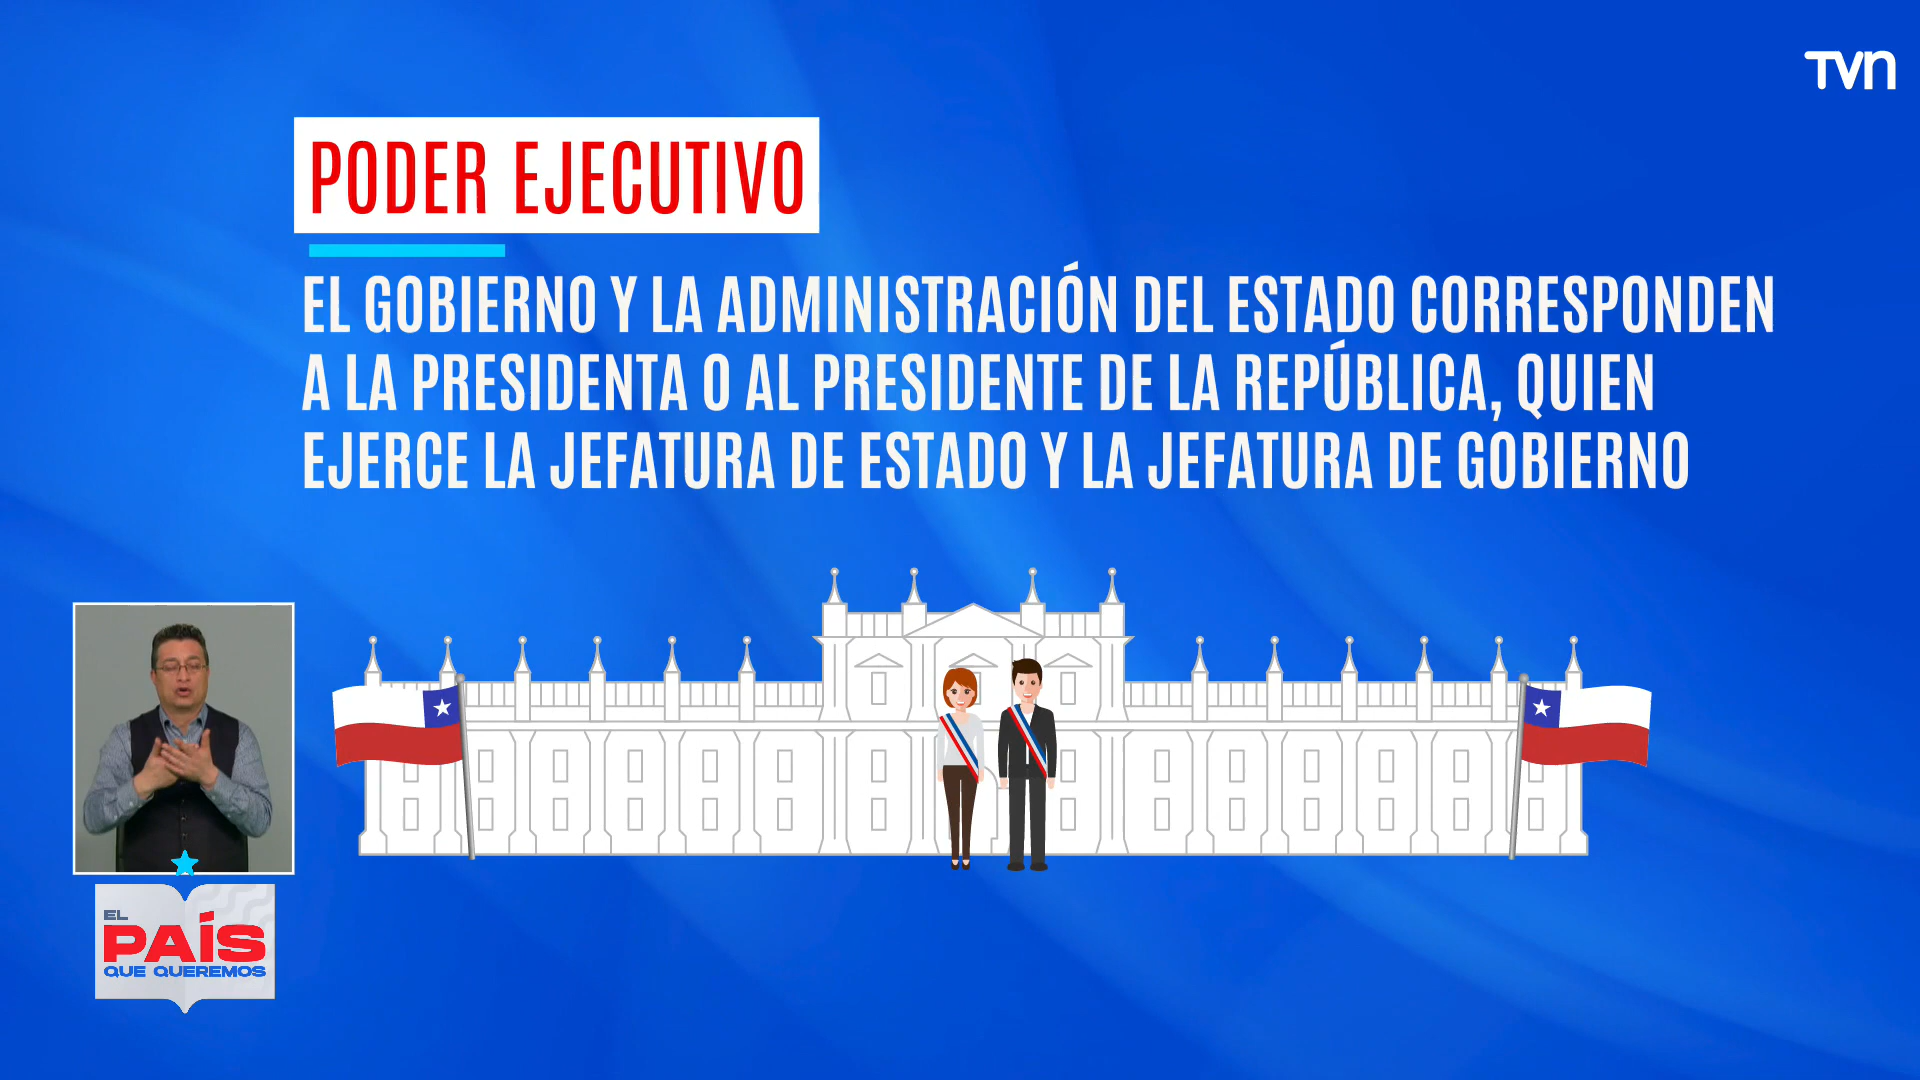 TVN
PODER EJECUTIVO
EL GOBIERNO Y LA ADMINISTRACIÓN DEL ESTADO CORRESPONDEN
A LA PRESIDENTA O AL PRESIDENTE DE LA REPÚBLICA, QUIEN
EJERCE LA JEFATURA DE ESTADO Y LA JEFATURA DE GOBIERNO
EL
PAÍS
QUE QUEREMOS